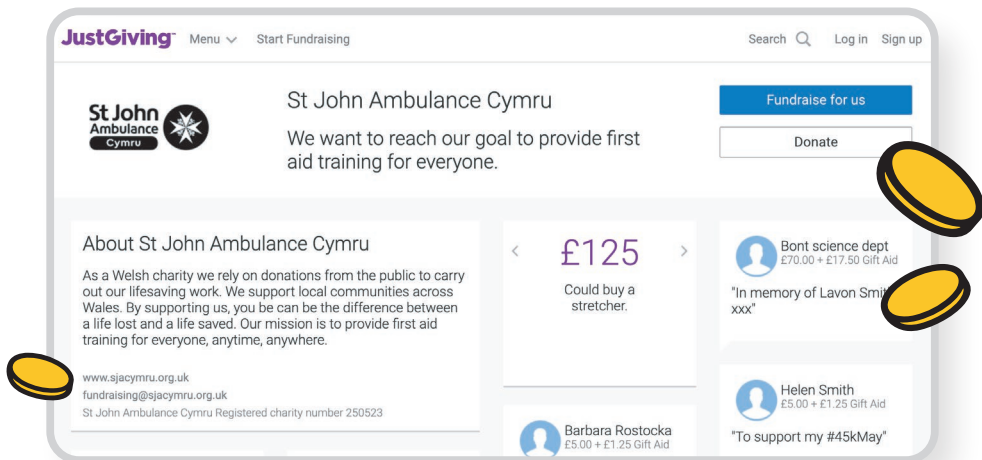 JustGiving™ Menu Start Fundraising Search Log in Sign up
St John
Ambulance
Cymru
St John Ambulance Cymru
We want to reach our goal to provide first
aid training for everyone.
Fundraise for us
Donate
About St John Ambulance Cymru
As a Welsh charity we rely on donations from the public to carry
out our lifesaving work. We support local communities across
Wales. By supporting us, you be can be the difference between
a life lost and a life saved. Our mission is to provide first aid
training for everyone, anytime, anywhere.
www.sjacymru.org.uk
fundraising@sjacymru.org.uk
St John Ambulance Cymru Registered charity number 250523
£125
Could buy a
stretcher.
Barbara Rostocka
£5.00 + £1.25 Gift Aid
Bont science dept
£70.00 + £17.50 Gift Aid
"In memory of Lavon
xxx"
Helen Smith
£5.00 + £1.25 Gift Aid
"To support my #45kMay"